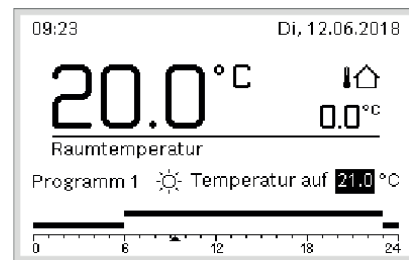 09:23 Di, 12.06.2018
20.0°C
0.0°C
Raumtemperatur
Programm 1 Temperatur auf 21.0 °C
0 6 12 18 24